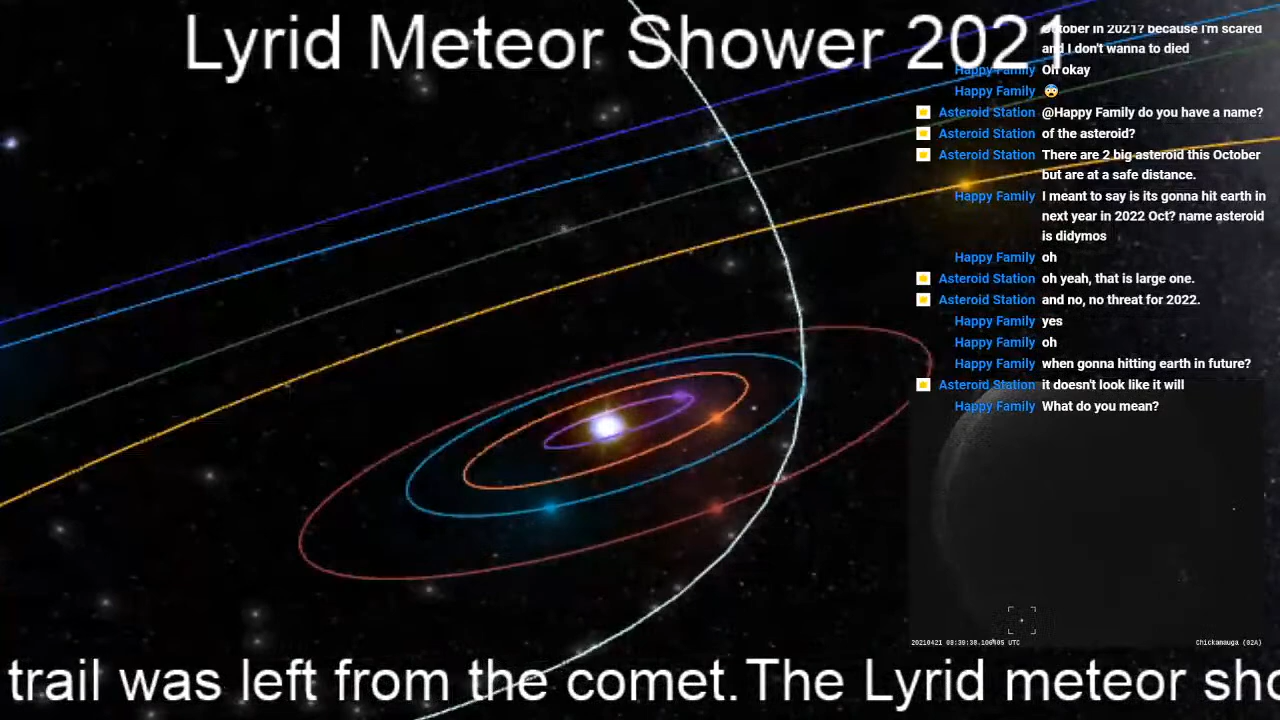 Lyrid Meteor Shower 2021
October in 2021? because I'm scared
and I don't wanna to died
Happy Family Oh okay
Happy Family 😨
Asteroid Station @Happy Family do you have a name?
Asteroid Station of the asteroid?
Asteroid Station There are 2 big asteroid this October
but are at a safe distance.
Happy Family I meant to say is its gonna hit earth in
next year in 2022 Oct? name asteroid
is didymos
Happy Family oh
Asteroid Station oh yeah, that is large one.
Asteroid Station and no, no threat for 2022.
Happy Family yes
Happy Family oh
Happy Family when gonna hitting earth in future?
Asteroid Station it doesn't look like it will
Happy Family What do you mean?
UTC
Chickamauga (02A)
trail was left from the comet. The Lyrid meteor sho